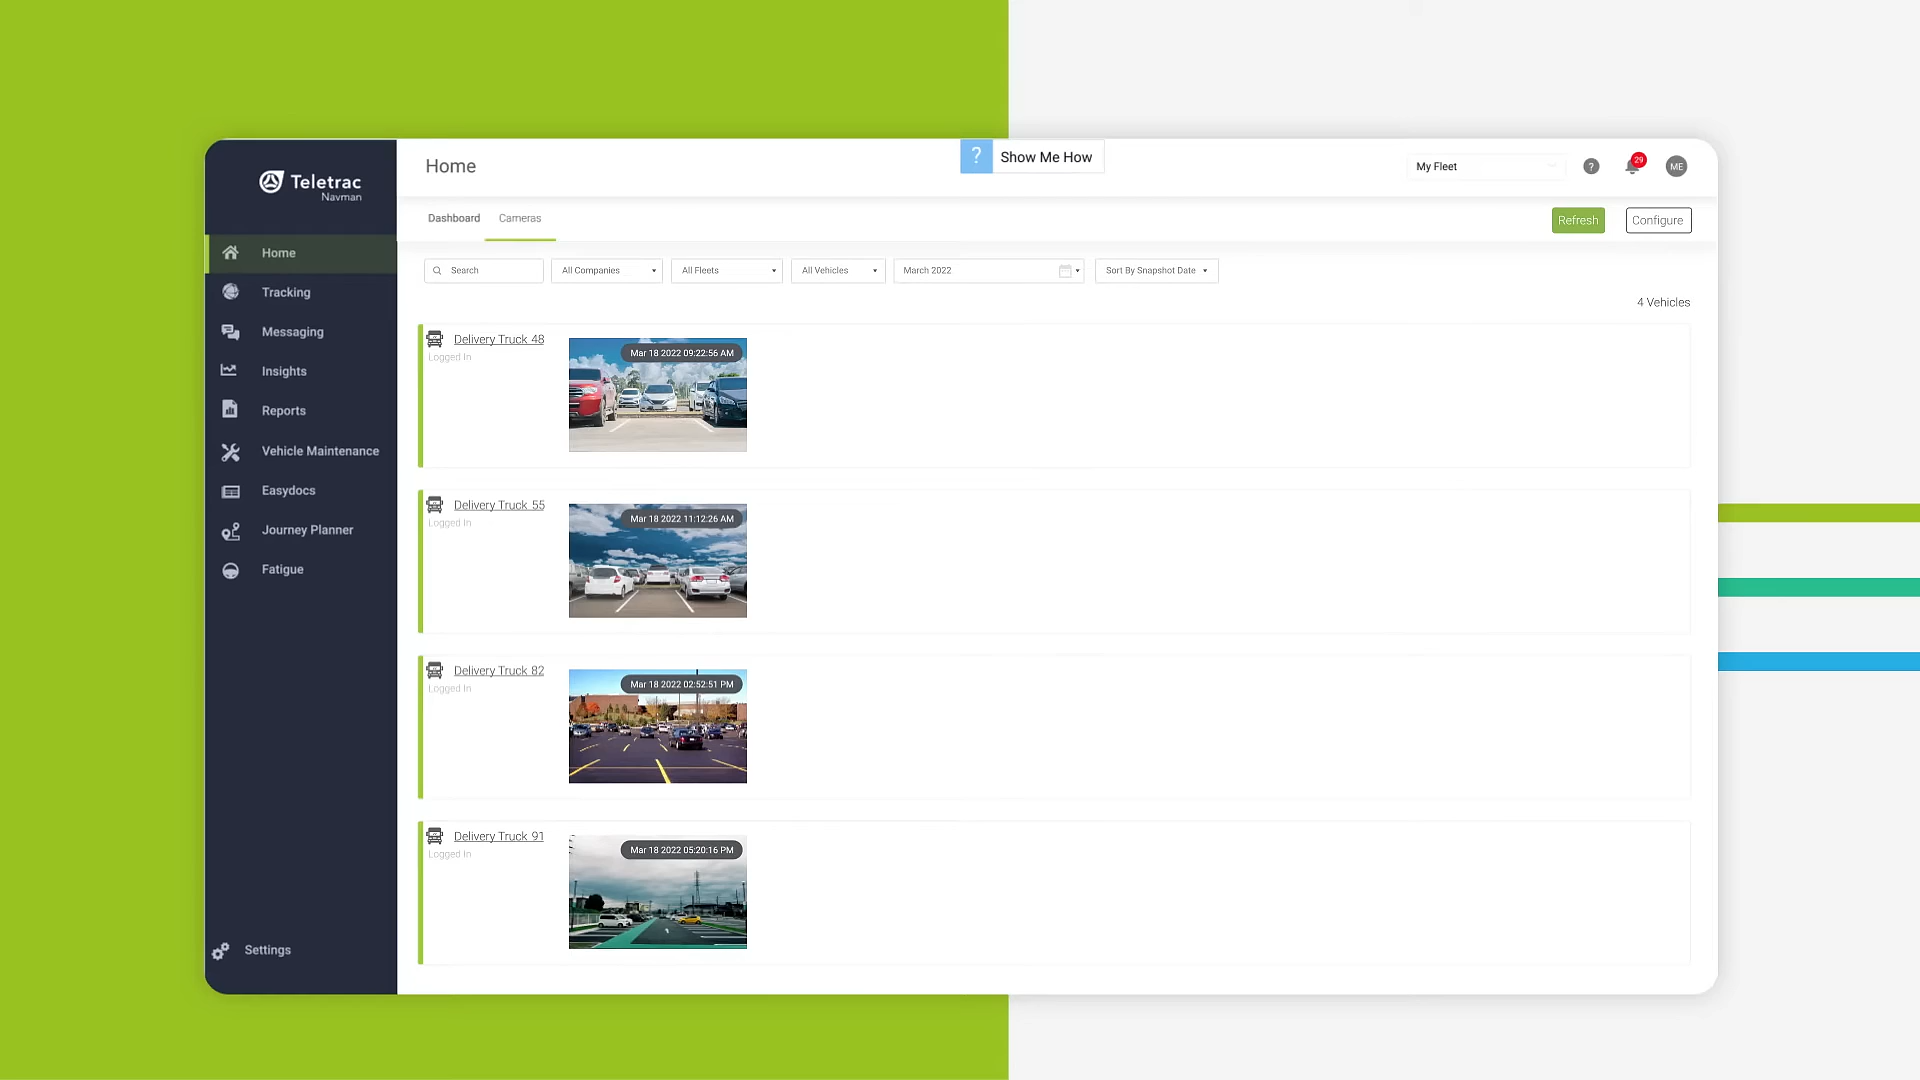 Teletrac
Navman
Home
? Show Me How
My Fleet
?
29
ME
Dashboard
Cameras
Refresh
Configure
Home
Tracking
Messaging
Insights
Reports
Vehicle Maintenance
Easydocs
Journey Planner
Fatigue
Settings
Search
All Companies
All Fleets
All Vehicles
March 2022
Sort By Snapshot Date
4 Vehicles
Delivery Truck 48
Logged In
Mar 18 2022 09:22:56 AM
Delivery Truck 55
Logged In
Mar 18 2022 11:12:26 AM
Delivery Truck 82
Logged In
Mar 18 2022 02:52:51 PM
Delivery Truck 91
Logged In
Mar 18 2022 05:20:16 PM